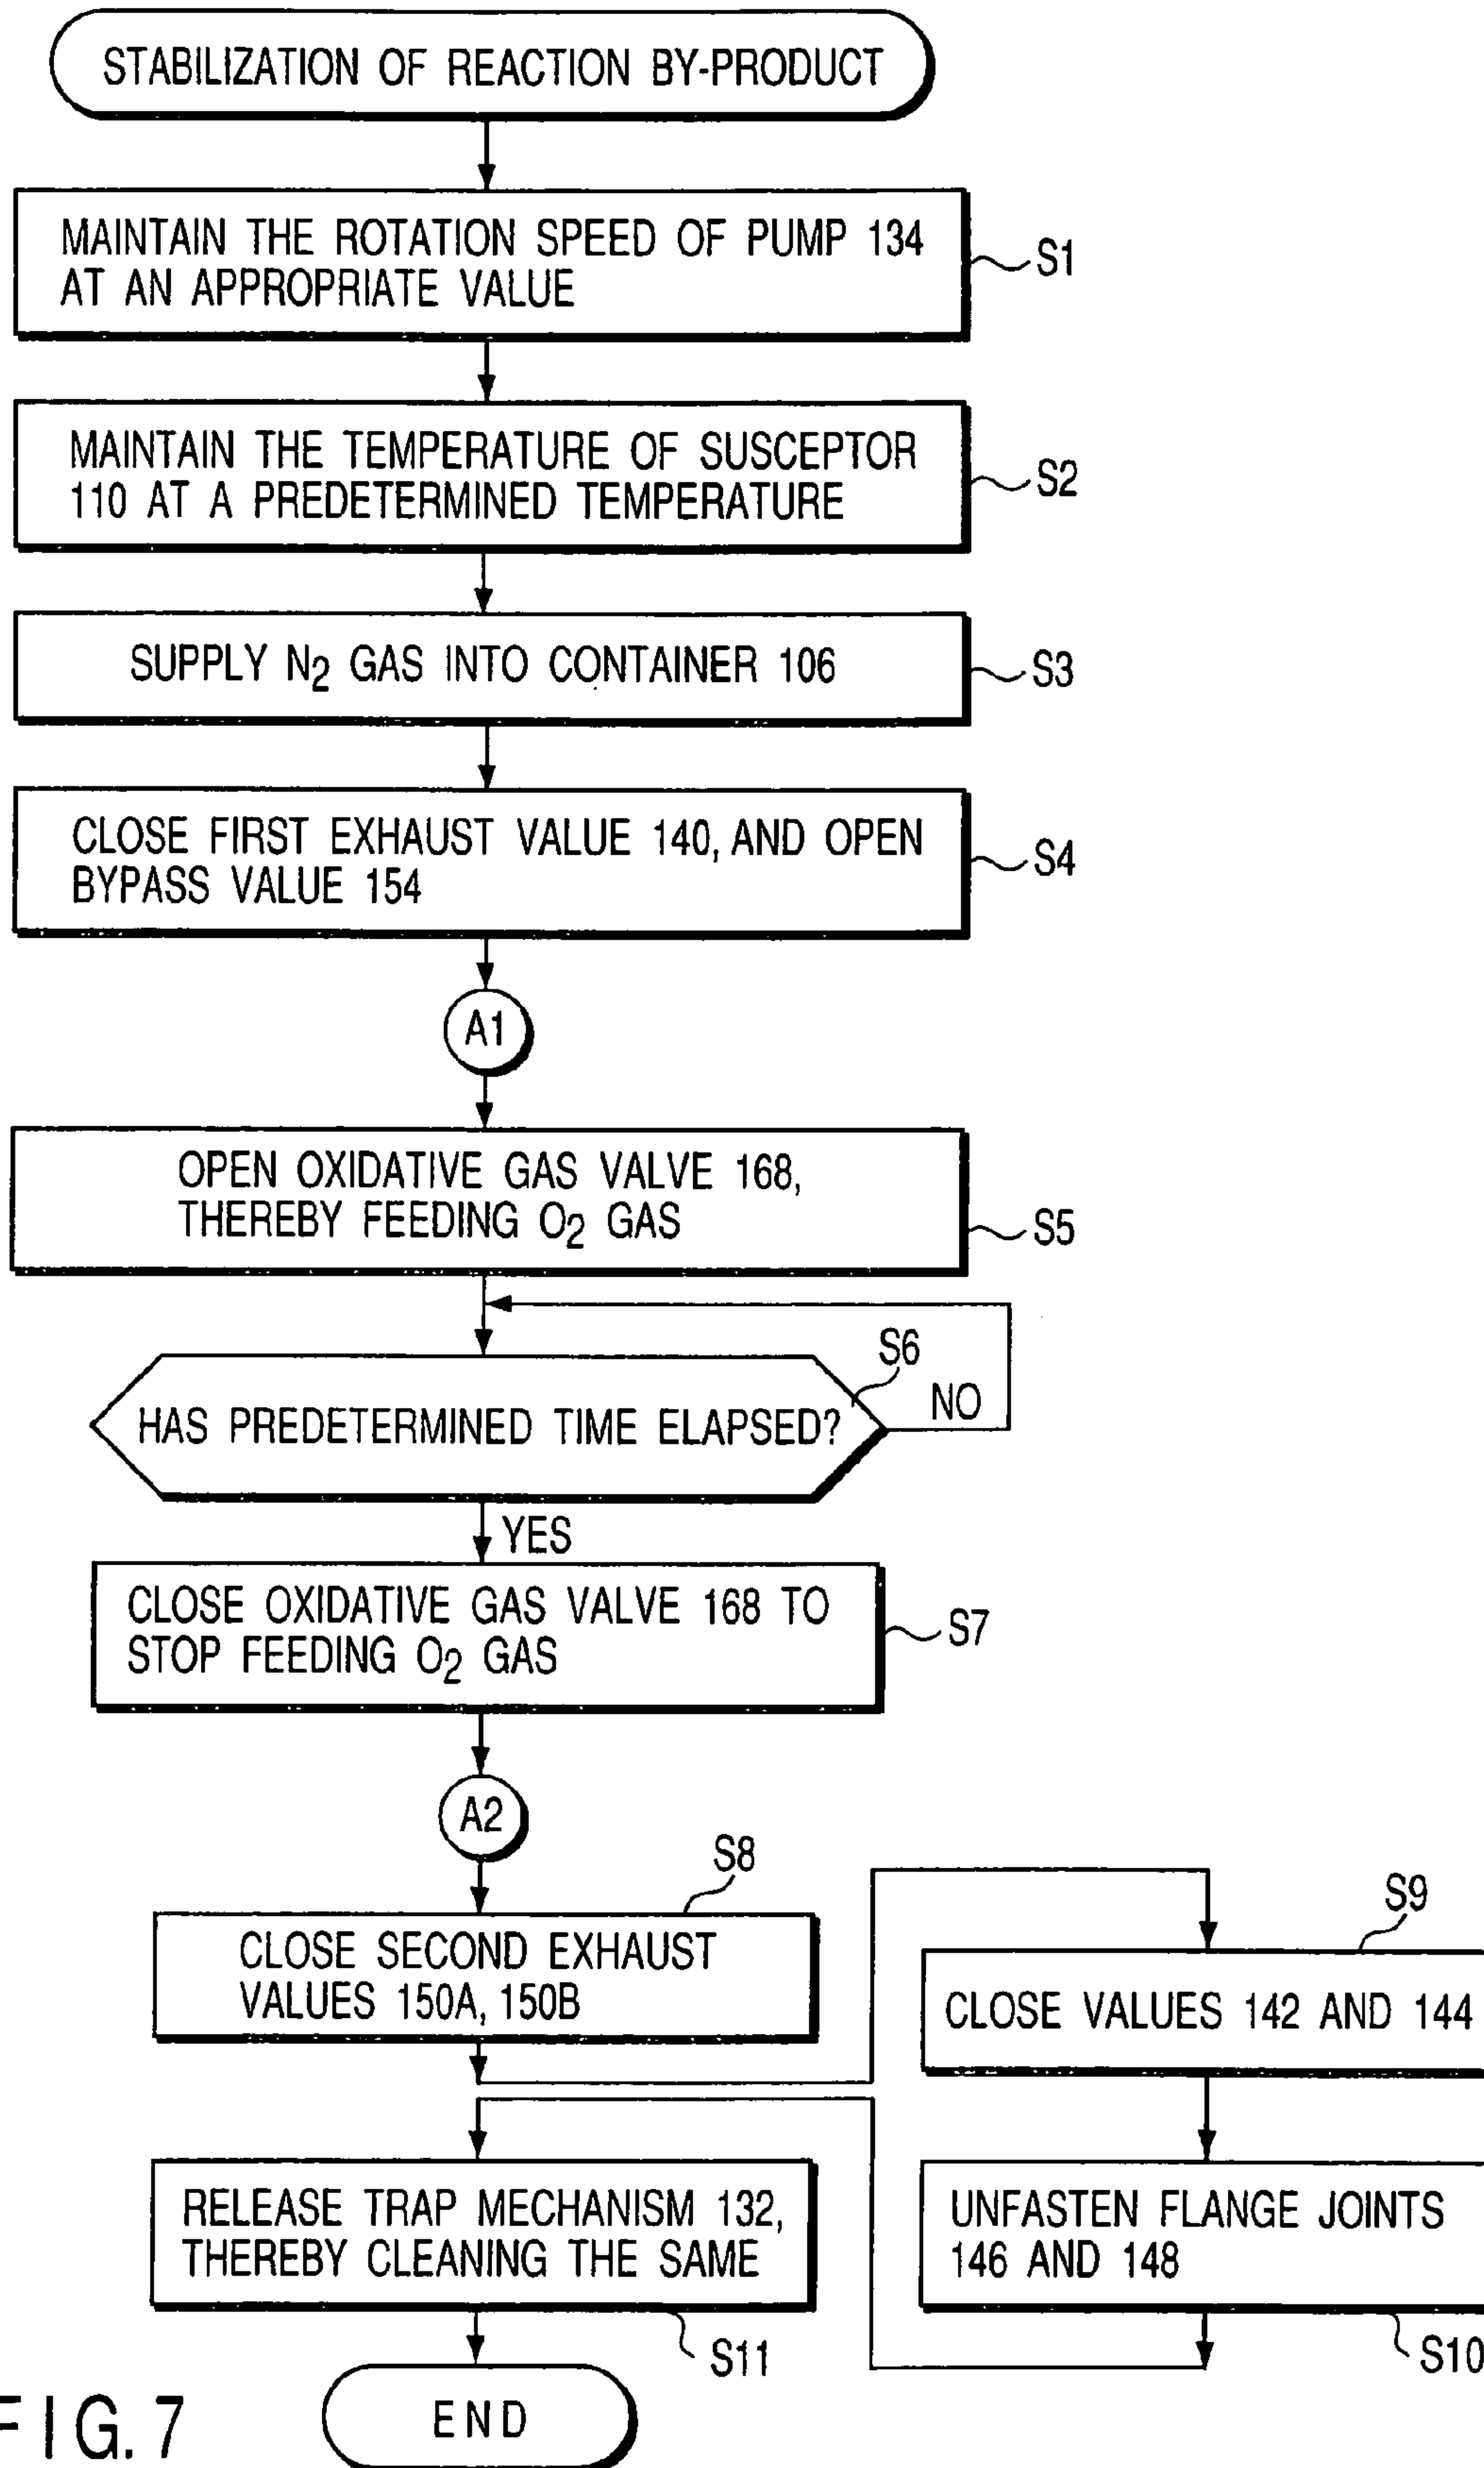 STABILIZATION OF REACTION BY-PRODUCT
MAINTAIN THE ROTATION SPEED OF PUMP 134
AT AN APPROPRIATE VALUE
S1
MAINTAIN THE TEMPERATURE OF SUSCEPTOR
110 AT A PREDETERMINED TEMPERATURE
S2
SUPPLY N2 GAS INTO CONTAINER 106
S3
CLOSE FIRST EXHAUST VALUE 140, AND OPEN
BYPASS VALUE 154
S4
A1
OPEN OXIDATIVE GAS VALVE 168,
THEREBY FEEDING O2 GAS
S5
S6
HAS PREDETERMINED TIME ELAPSED?
NO
YES
CLOSE OXIDATIVE GAS VALVE 168 TO
STOP FEEDING O2 GAS
S7
A2
S8
CLOSE SECOND EXHAUST
VALUES 150A, 150B
S9
CLOSE VALUES 142 AND 144
UNFASTEN FLANGE JOINTS
146 AND 148
S10
RELEASE TRAP MECHANISM 132,
THEREBY CLEANING THE SAME
S11
END
FIG. 7